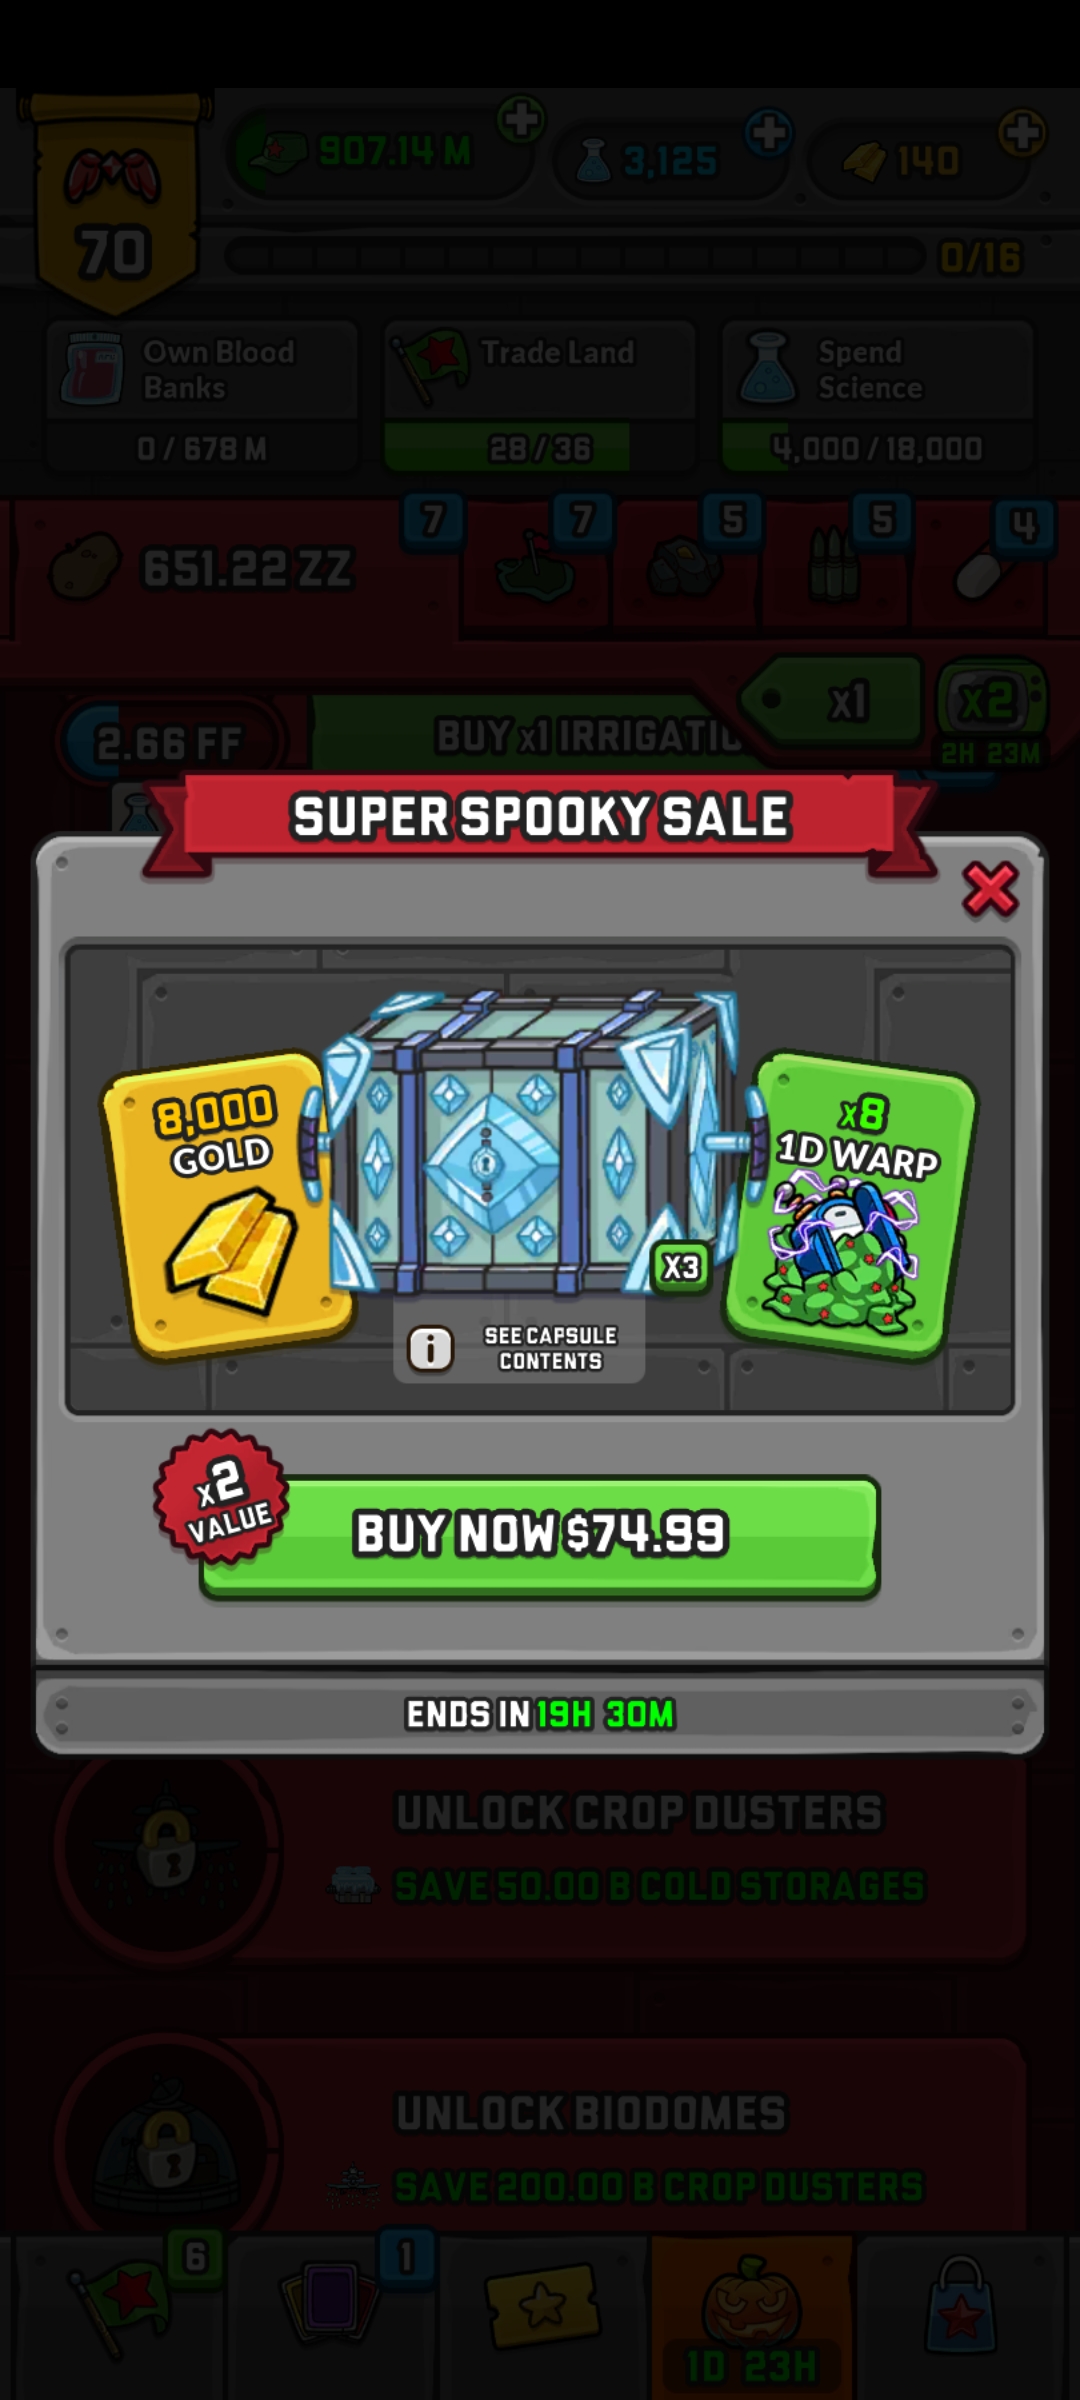 907.14 M
3,125
140
70
0/16
Own Blood
Banks
Trade Land
Spend
Science
0 / 678 M
28 / 36
4,000 / 18,000
7
7
5
5
4
651.22 ZZ
x1
x2
2H 23M
2.66 FF
BUY x1 IRRIGATIO
SUPER SPOOKY SALE
8,000
GOLD
x8
1D WARP
X3
i
SEE CAPSULE
CONTENTS
x2
VALUE
BUY NOW $74.99
ENDS IN 19H 30M
UNLOCK CROP DUSTERS
SAVE 50.00 B COLD STORAGES
UNLOCK BIODOMES
SAVE 200.00 B CROP DUSTERS
6
1
1D 23H